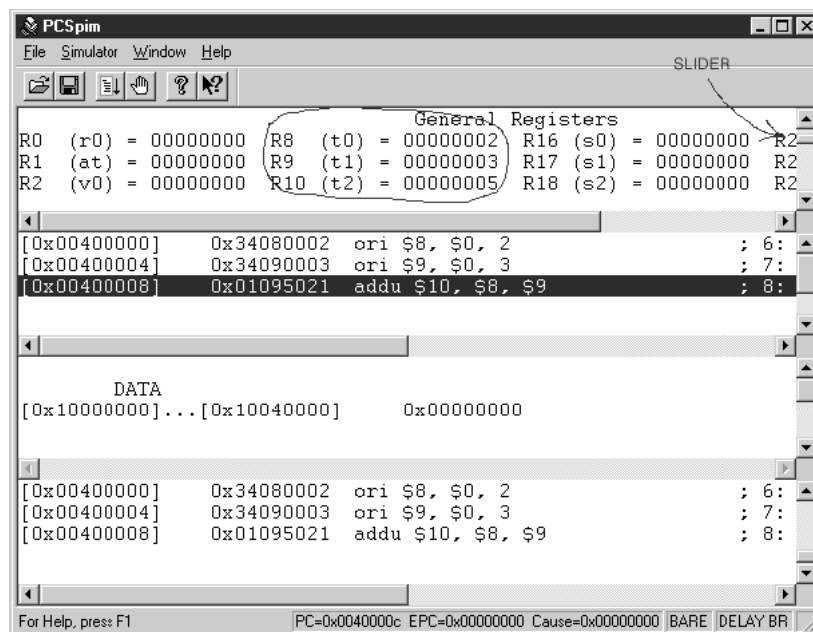 PCSpim
File Simulator Window Help
SLIDER
General Registers
R0 (r0) = 00000000 R8 (t0) = 00000002 R16 (s0) = 00000000 R2
R1 (at) = 00000000 R9 (t1) = 00000003 R17 (s1) = 00000000 R2
R2 (v0) = 00000000 R10 (t2) = 00000005 R18 (s2) = 00000000 R2
[0x00400000] 0x34080002 ori $8, $0, 2 ; 6:
[0x00400004] 0x34090003 ori $9, $0, 3 ; 7:
[0x00400008] 0x01095021 addu $10, $8, $9 ; 8:
DATA
[0x10000000]...[0x10040000] 0x00000000
[0x00400000] 0x34080002 ori $8, $0, 2 ; 6:
[0x00400004] 0x34090003 ori $9, $0, 3 ; 7:
[0x00400008] 0x01095021 addu $10, $8, $9 ; 8:
For Help, press F1 PC=0x0040000c EPC=0x00000000 Cause=0x00000000 BARE DELAY BR